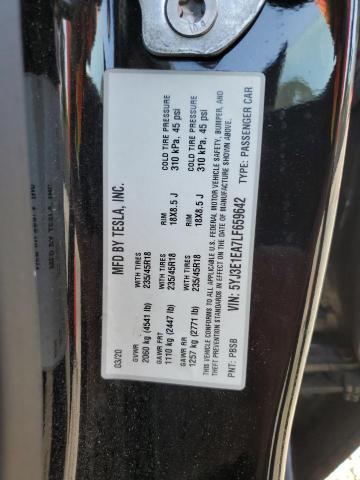 MFD BY TESLA, INC.
03/20
GVWR
2060 kg (4541 lb)
WITH TIRES
235/45R18
RIM
18X8.5 J
COLD TIRE PRESSURE
310 kPa, 45 psi
GAWR FRT
1110 kg (2447 lb)
WITH TIRES
235/45R18
RIM
18X8.5 J
COLD TIRE PRESSURE
310 kPa, 45 psi
GAWR RR
1257 kg (2771 lb)
WITH TIRES
235/45R18
THIS VEHICLE CONFORMS TO ALL APPLICABLE U.S. FEDERAL MOTOR VEHICLE SAFETY, BUMPER, AND
THEFT PREVENTION STANDARDS IN EFFECT ON THE DATE OF MANUFACTURE SHOWN ABOVE.
VIN: 5YJ3E1EA7LF659642
PNT: PBSB
TYPE: PASSENGER CAR